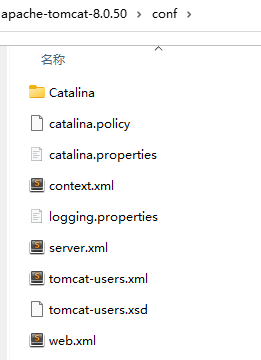 apache-tomcat-8.0.50 > conf >
名称
Catalina
catalina.policy
catalina.properties
context.xml
logging.properties
server.xml
tomcat-users.xml
tomcat-users.xsd
web.xml